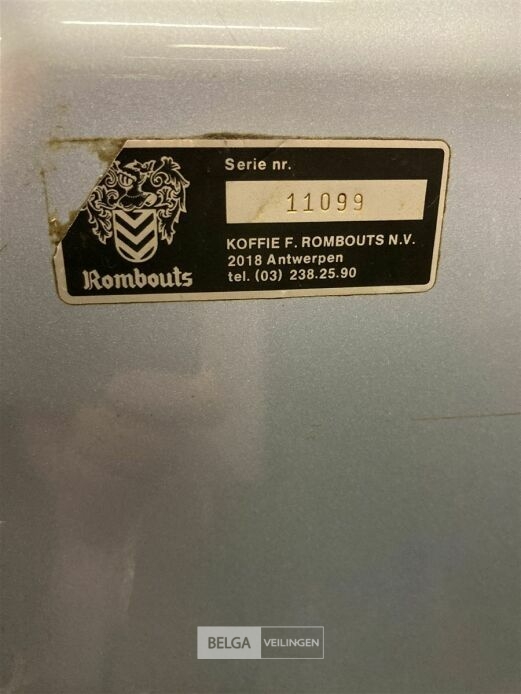 Serie nr.
11099
KOFFIE F. ROMBOUTS N.V.
2018 Antwerpen
tel. (03) 238.25.90
Rombouts
BELGA VEILINGEN